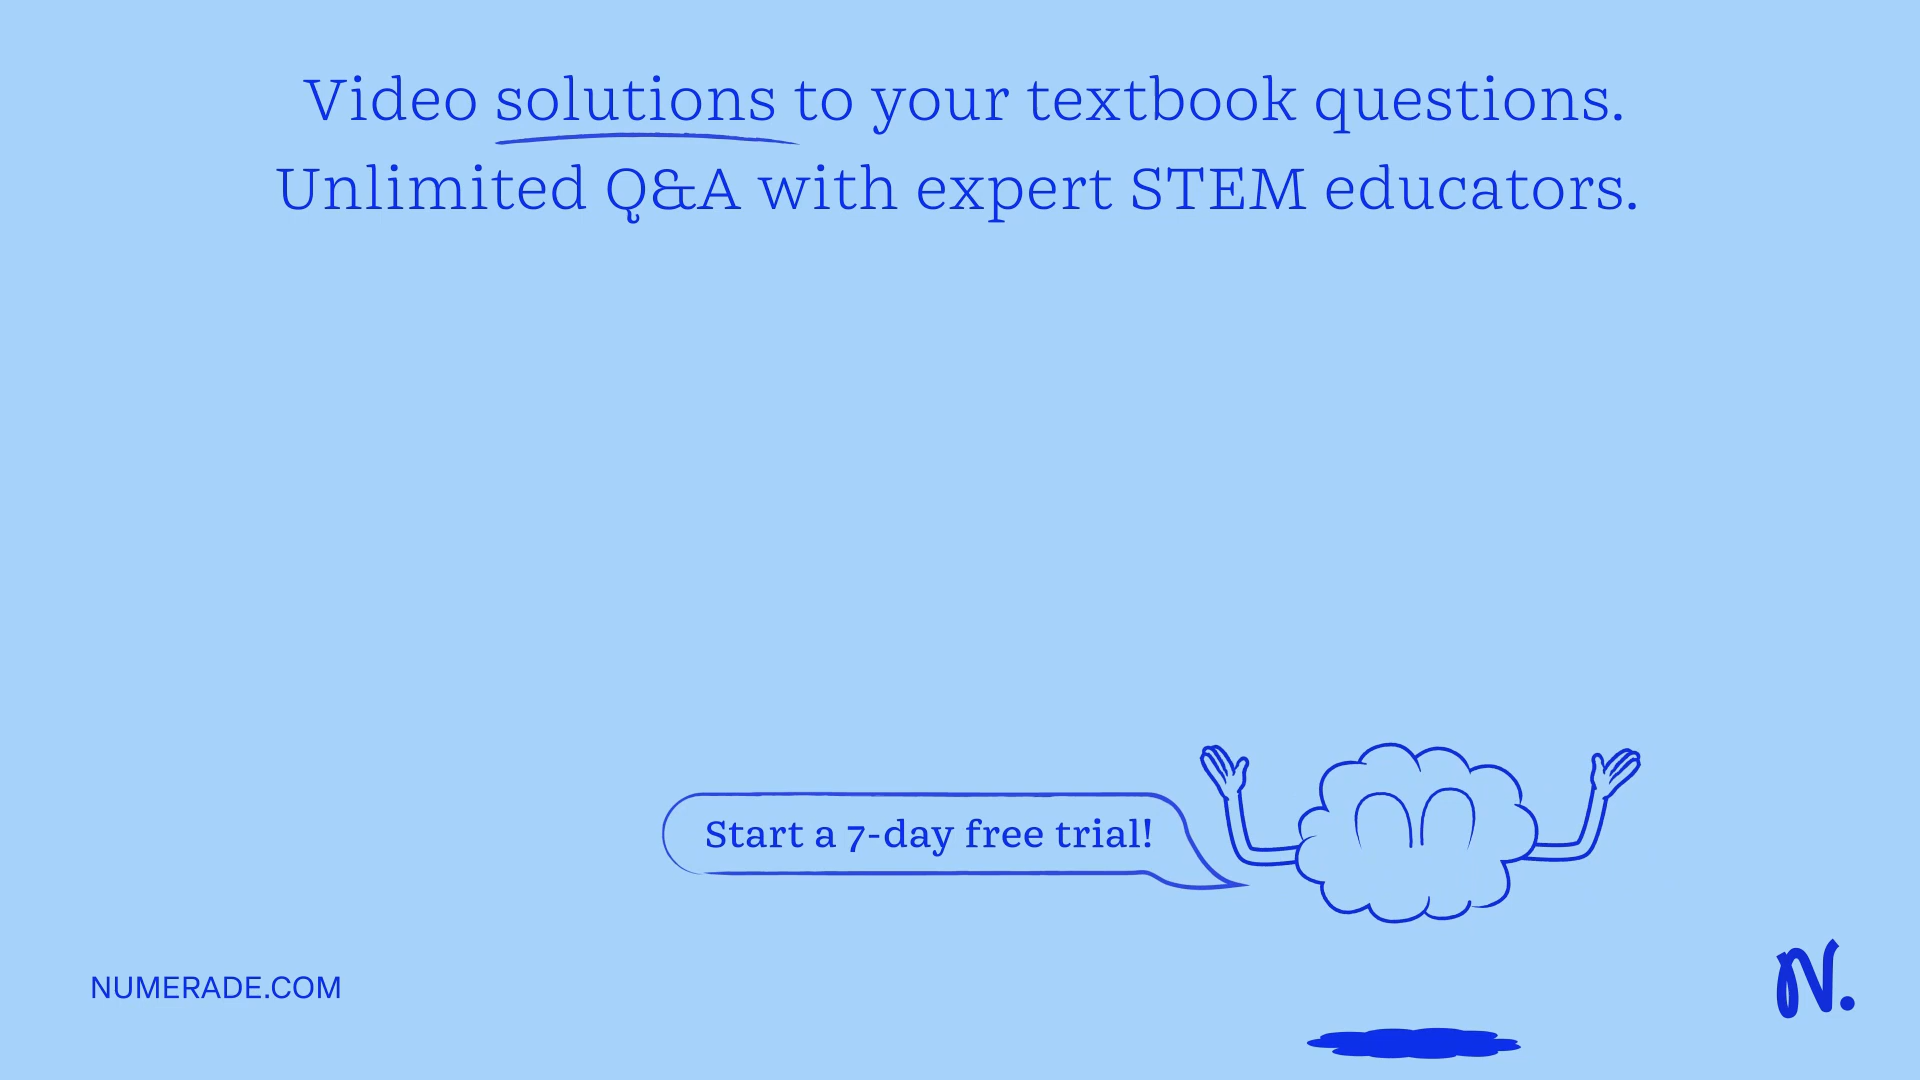 Video solutions to your textbook questions.
Unlimited Q&A with expert STEM educators.
Start a 7-day free trial!
NUMERADE.COM
N.